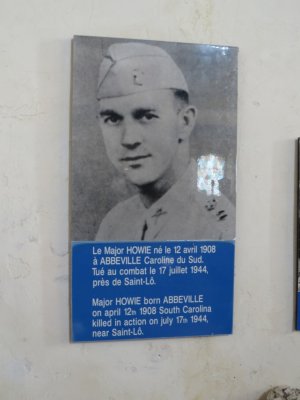 Le Major HOWIE né le 12 avril 1908
à ABBEVILLE Caroline du Sud.
Tué au combat le 17 juillet 1944,
près de Saint-Lô.
Major HOWIE born ABBEVILLE
on april 12th 1908 South Carolina
killed in action on july 17th 1944,
near Saint-Lô.